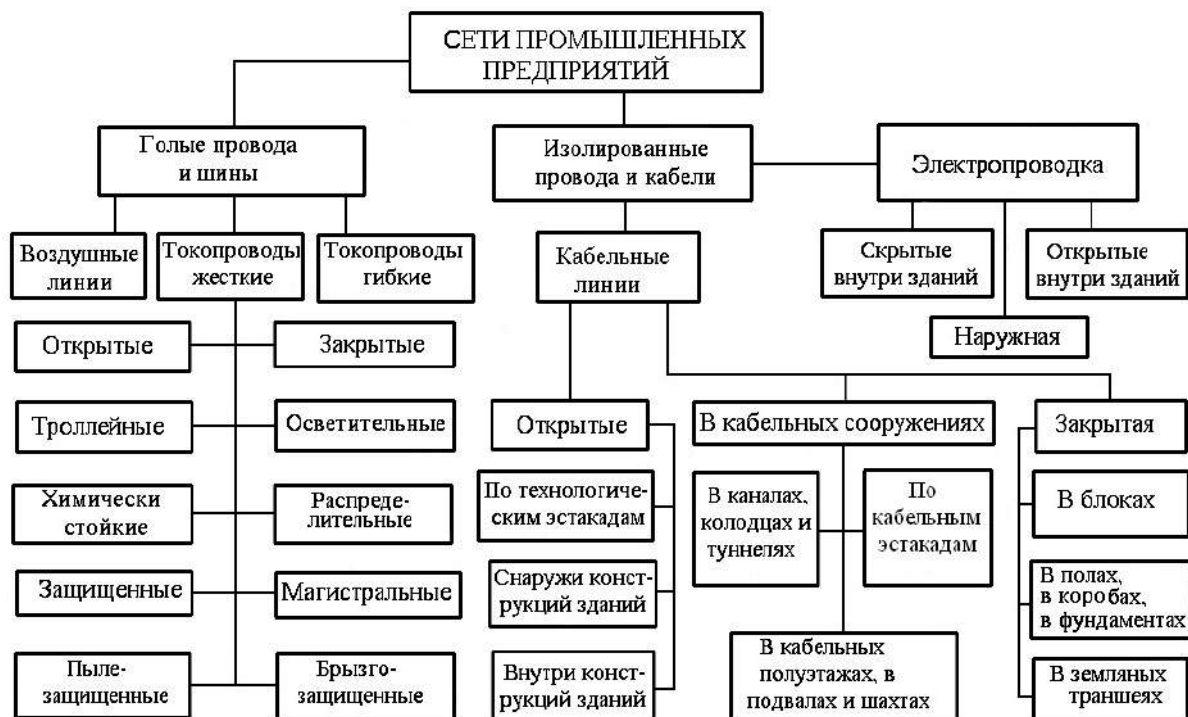 СЕТИ ПРОМЫШЛЕННЫХ
ПРЕДПРИЯТИЙ
Голые провода
и шины
Изолированные
провода и кабели
Электропроводка
Воздушные
линии
Токопроводы
жесткие
Токопроводы
гибкие
Кабельные
линии
Скрытые
внутри зданий
Открытые
внутри зданий
Наружная
Открытые
Закрытые
Троллейные
Осветительные
Химически
стойкие
Распреде-
лительные
Защищенные
Магистральные
Пыле-
защищенные
Брызго-
защищенные
Открытые
По технологиче-
ским эстакадам
Снаружи конст-
рукций зданий
Внутри конст-
рукций зданий
В кабельных сооружениях
В каналах,
колодцах и
туннелях
По
кабельным
эстакадам
В кабельных
полуэтажах, в
подвалах и шахтах
Закрытая
В блоках
В полах,
в коробах,
в фундаментах
В земляных
траншеях